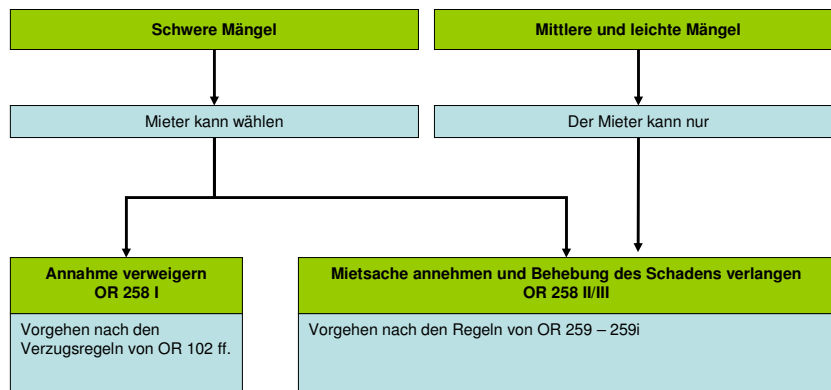 Schwere Mängel
Mittlere und leichte Mängel
Mieter kann wählen
Der Mieter kann nur
Annahme verweigern
OR 258 I
Vorgehen nach den
Verzugsregeln von OR 102 ff.
Mietsache annehmen und Behebung des Schadens verlangen
OR 258 II/III
Vorgehen nach den Regeln von OR 259 – 259i